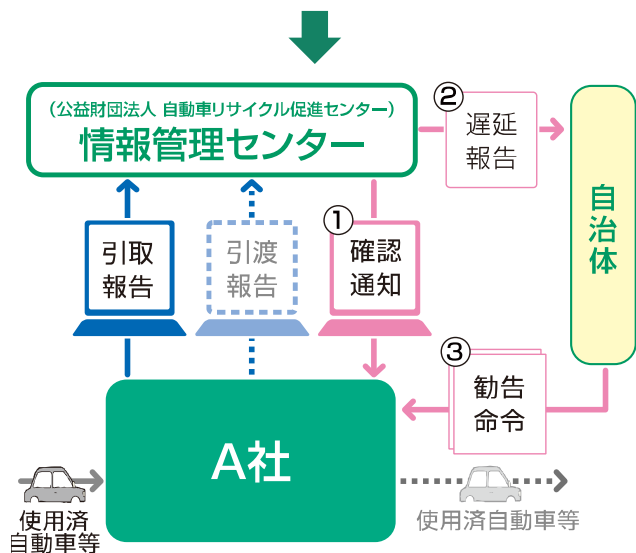 (公益財団法人 自動車リサイクル促進センター)
情報管理センター
②
遅延
報告
自治体
引取
報告
引渡
報告
①
確認
通知
③
勧告
命令
A社
使用済
自動車等
使用済自動車等